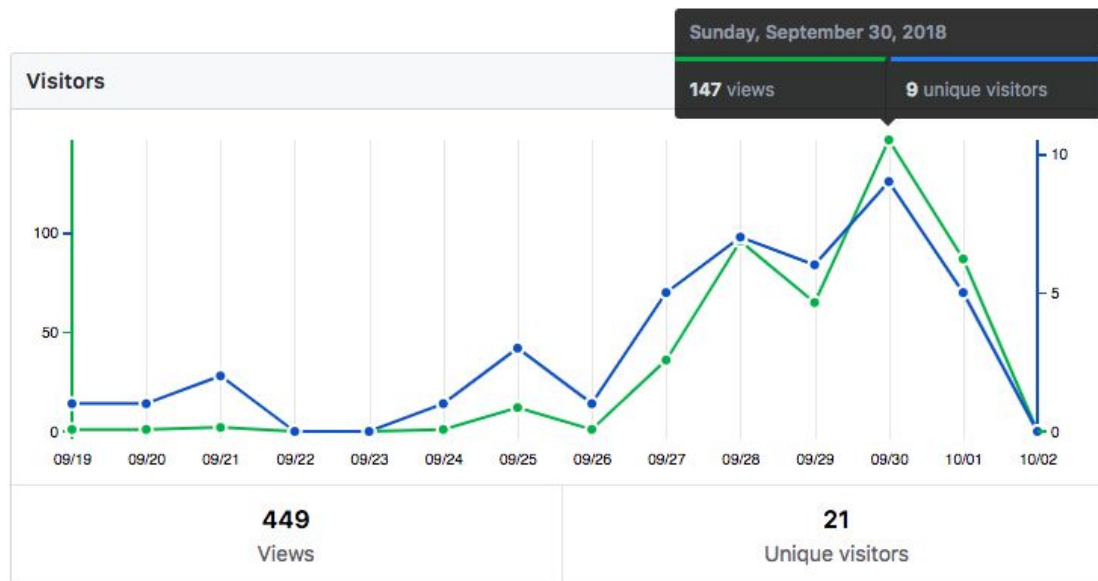 Sunday, September 30, 2018
Visitors
147 views 9 unique visitors
10
100
5
50
0 0
09/19 09/20 09/21 09/22 09/23 09/24 09/25 09/26 09/27 09/28 09/29 09/30 10/01 10/02
449 21
Views Unique visitors